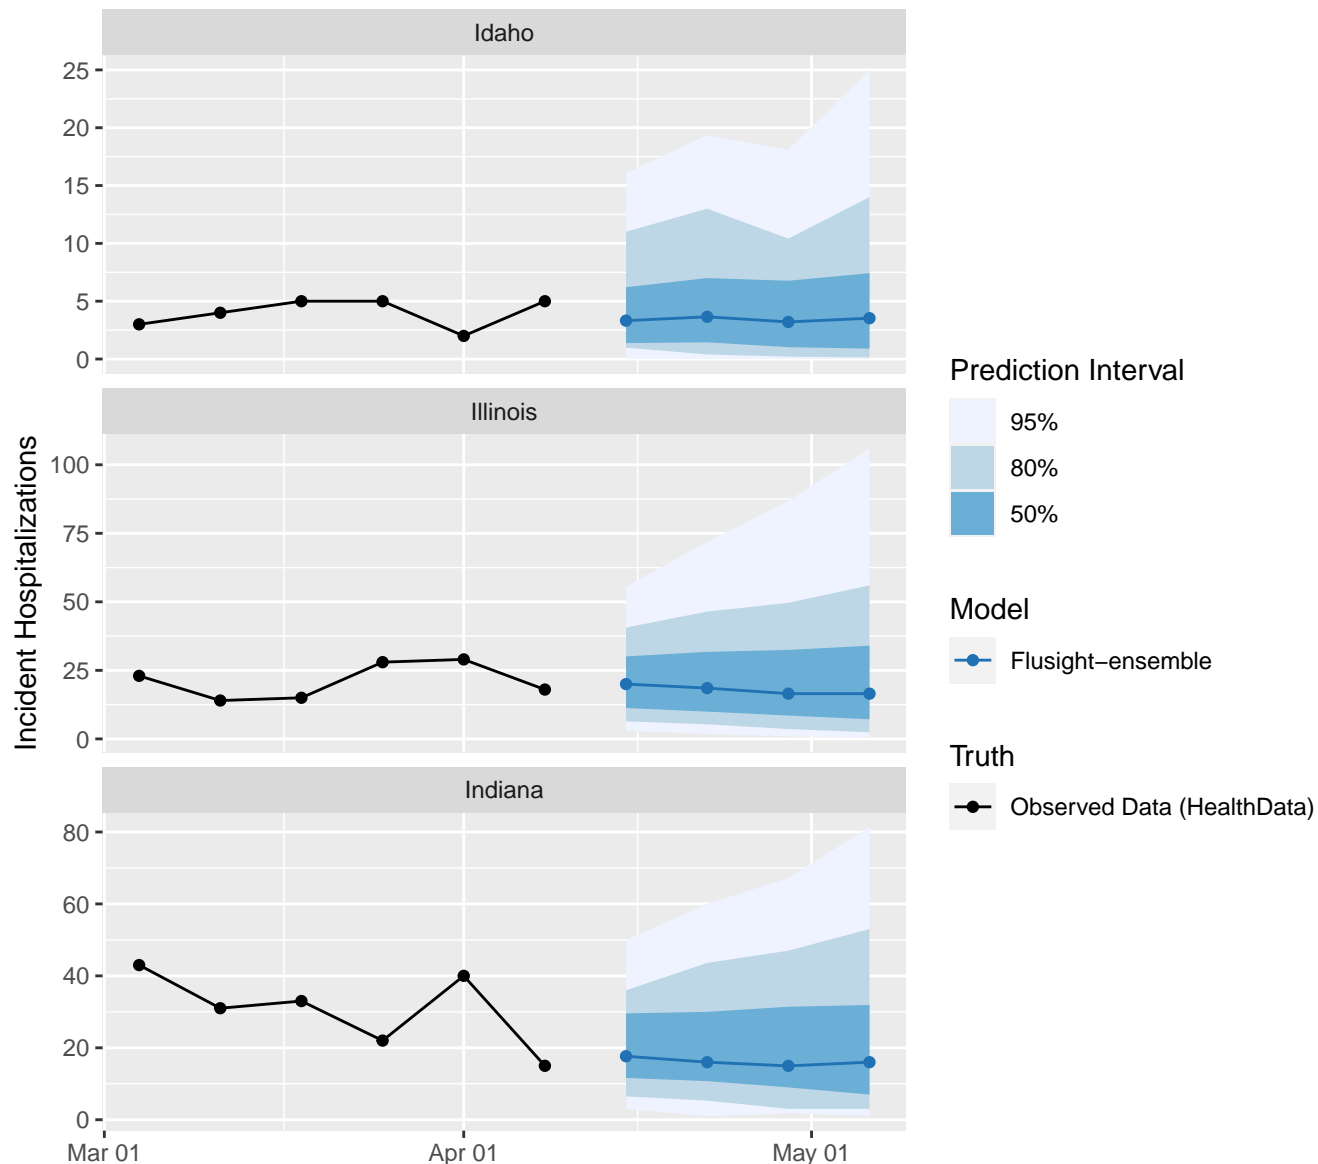 Idaho
25
20
15
10
5
0
Illinois
100
75
50
25
0
Indiana
80
60
40
20
0
Mar 01
Apr 01
May 01
Incident Hospitalizations
Prediction Interval
95%
80%
50%
Model
Flusight−ensemble
Truth
Observed Data (HealthData)